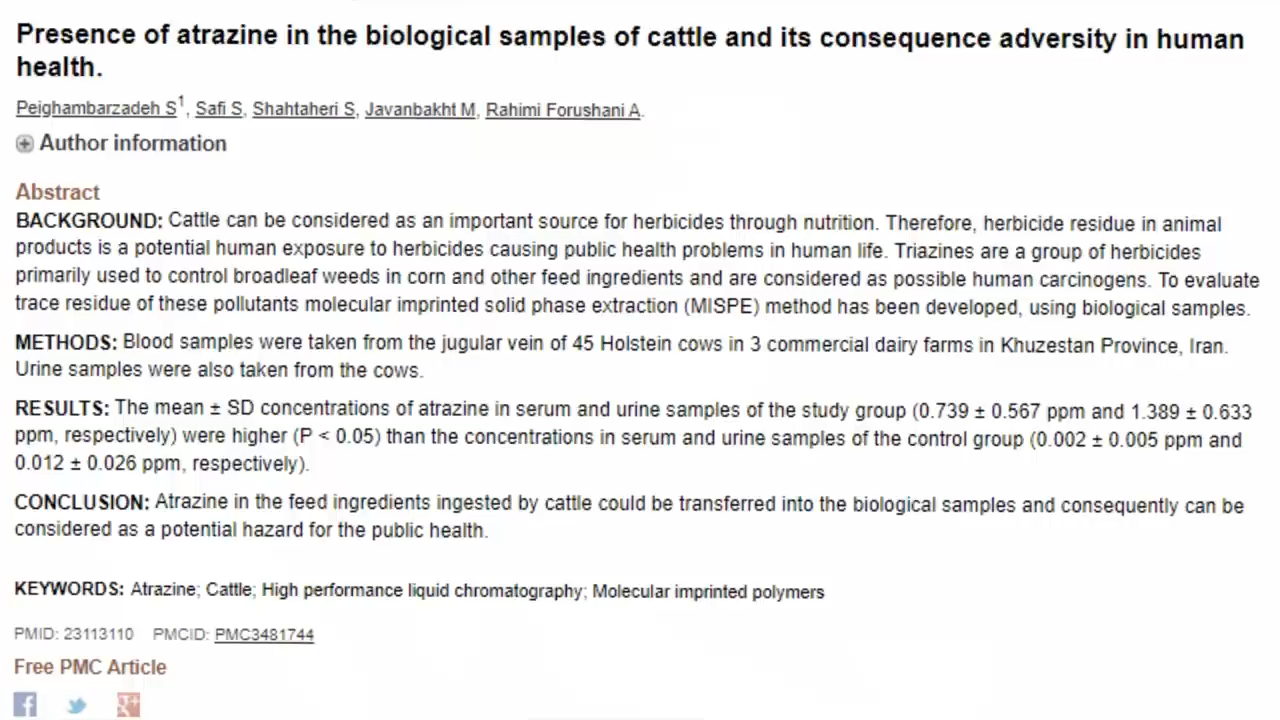 Presence of atrazine in the biological samples of cattle and its consequence adversity in human
health.
Peighambarzadeh S1, Safi S, Shahtaheri S, Javanbakht M, Rahimi Forushani A.
Author information
Abstract
BACKGROUND: Cattle can be considered as an important source for herbicides through nutrition. Therefore, herbicide residue in animal
products is a potential human exposure to herbicides causing public health problems in human life. Triazines are a group of herbicides
primarily used to control broadleaf weeds in corn and other feed ingredients and are considered as possible human carcinogens. To evaluate
trace residue of these pollutants molecular imprinted solid phase extraction (MISPE) method has been developed, using biological samples.
METHODS: Blood samples were taken from the jugular vein of 45 Holstein cows in 3 commercial dairy farms in Khuzestan Province, Iran.
Urine samples were also taken from the cows.
RESULTS: The mean ± SD concentrations of atrazine in serum and urine samples of the study group (0.739 ± 0.567 ppm and 1.389 ± 0.633
ppm, respectively) were higher (P < 0.05) than the concentrations in serum and urine samples of the control group (0.002 ± 0.005 ppm and
0.012 ± 0.026 ppm, respectively).
CONCLUSION: Atrazine in the feed ingredients ingested by cattle could be transferred into the biological samples and consequently can be
considered as a potential hazard for the public health.
KEYWORDS: Atrazine; Cattle; High performance liquid chromatography; Molecular imprinted polymers
PMID: 23113110 PMCID: PMC3481744
Free PMC Article